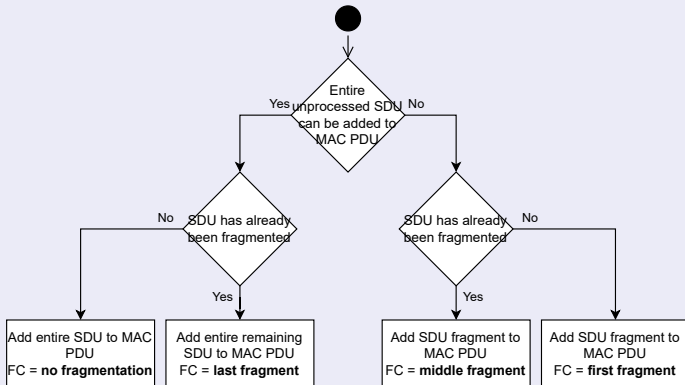 Entire
unprocessed SDU
can be added to
MAC PDU
Yes
No
SDU has already
been fragmented
No
Yes
SDU has already
been fragmented
Yes
No
Add entire SDU to MAC
PDU
FC = no fragmentation
Add entire remaining
SDU to MAC PDU
FC = last fragment
Add SDU fragment to
MAC PDU
FC = middle fragment
Add SDU fragment to
MAC PDU
FC = first fragment